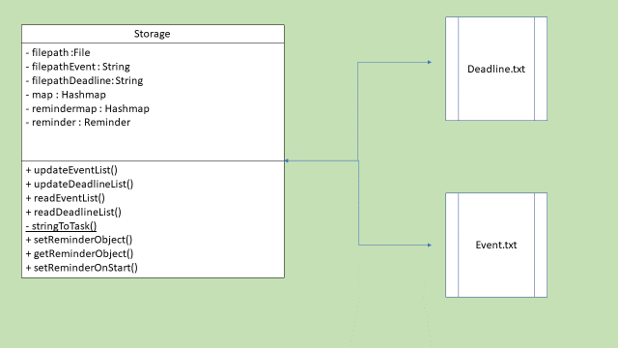 Storage
- filepath :File
- filepathEvent : String
- filepathDeadline: String
- map : Hashmap
- remindermap : Hashmap
- reminder : Reminder
+ updateEventList()
+ updateDeadlineList()
+ readEventList()
+ readDeadlineList()
- stringToTask()
+ setReminderObject()
+ getReminderObject()
+ setReminderOnStart()
Deadline.txt
Event.txt